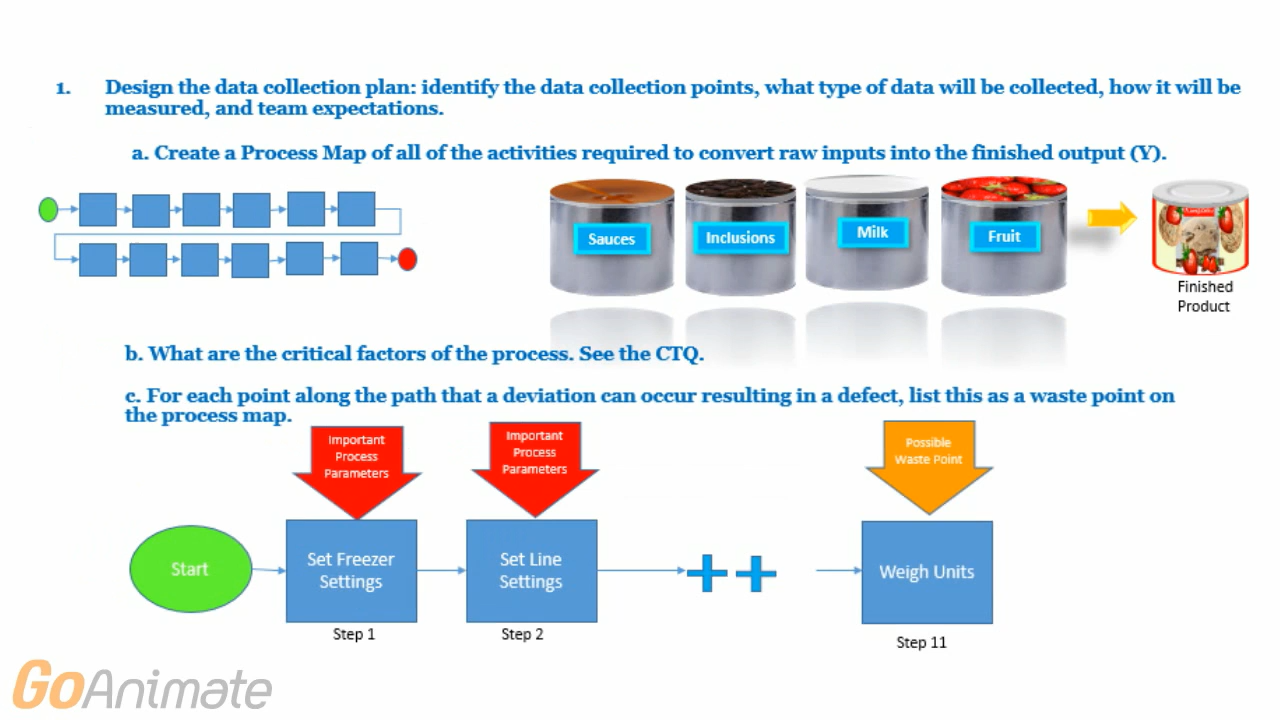 1. Design the data collection plan: identify the data collection points, what type of data will be collected, how it will be
measured, and team expectations.
a. Create a Process Map of all of the activities required to convert raw inputs into the finished output (Y).
Sauces
Inclusions
Milk
Fruit
Finished
Product
b. What are the critical factors of the process. See the CTQ.
c. For each point along the path that a deviation can occur resulting in a defect, list this as a waste point on
the process map.
Important
Process
Parameters
Important
Process
Parameters
Possible
Waste Point
Start
Set Freezer
Settings
Set Line
Settings
Weigh Units
Step 1
Step 2
Step 11
GoAnimate